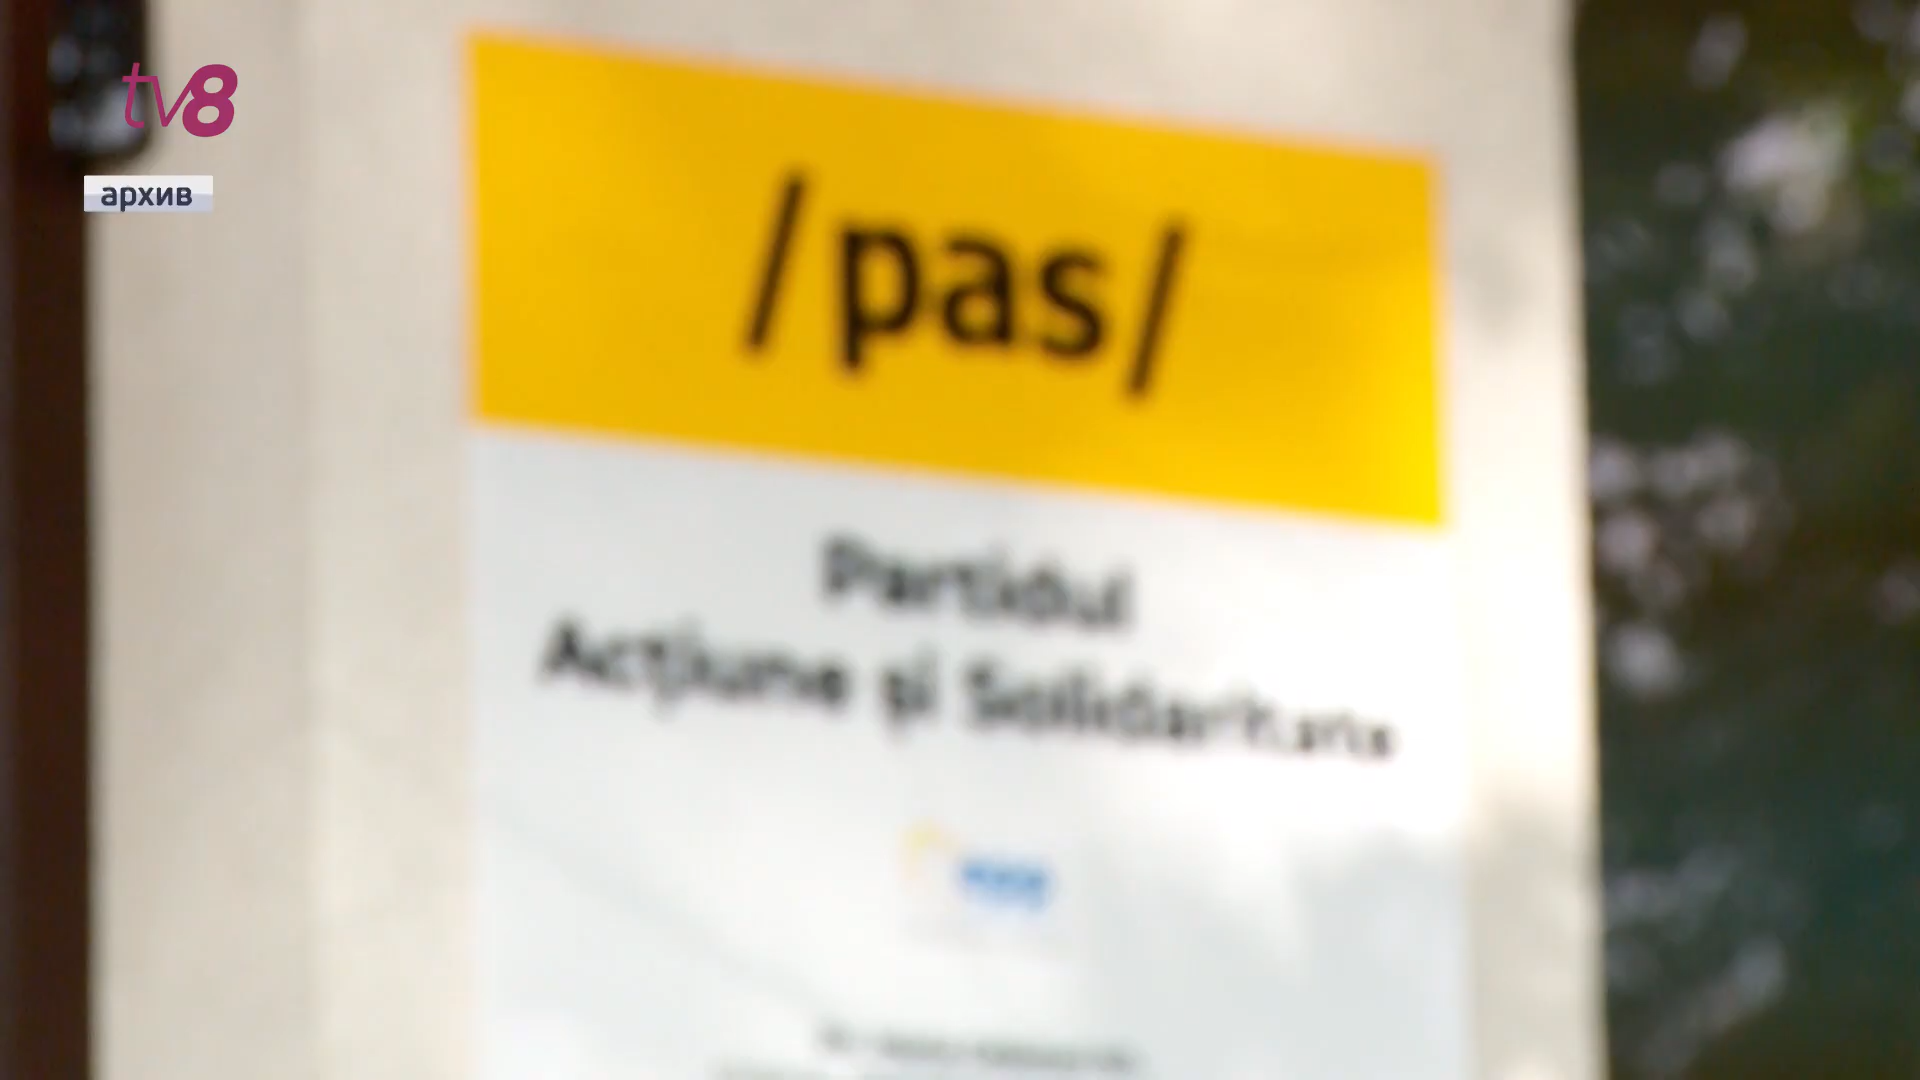 tv8
архив
/pas/
Partidul
Acțiune și Solidaritate